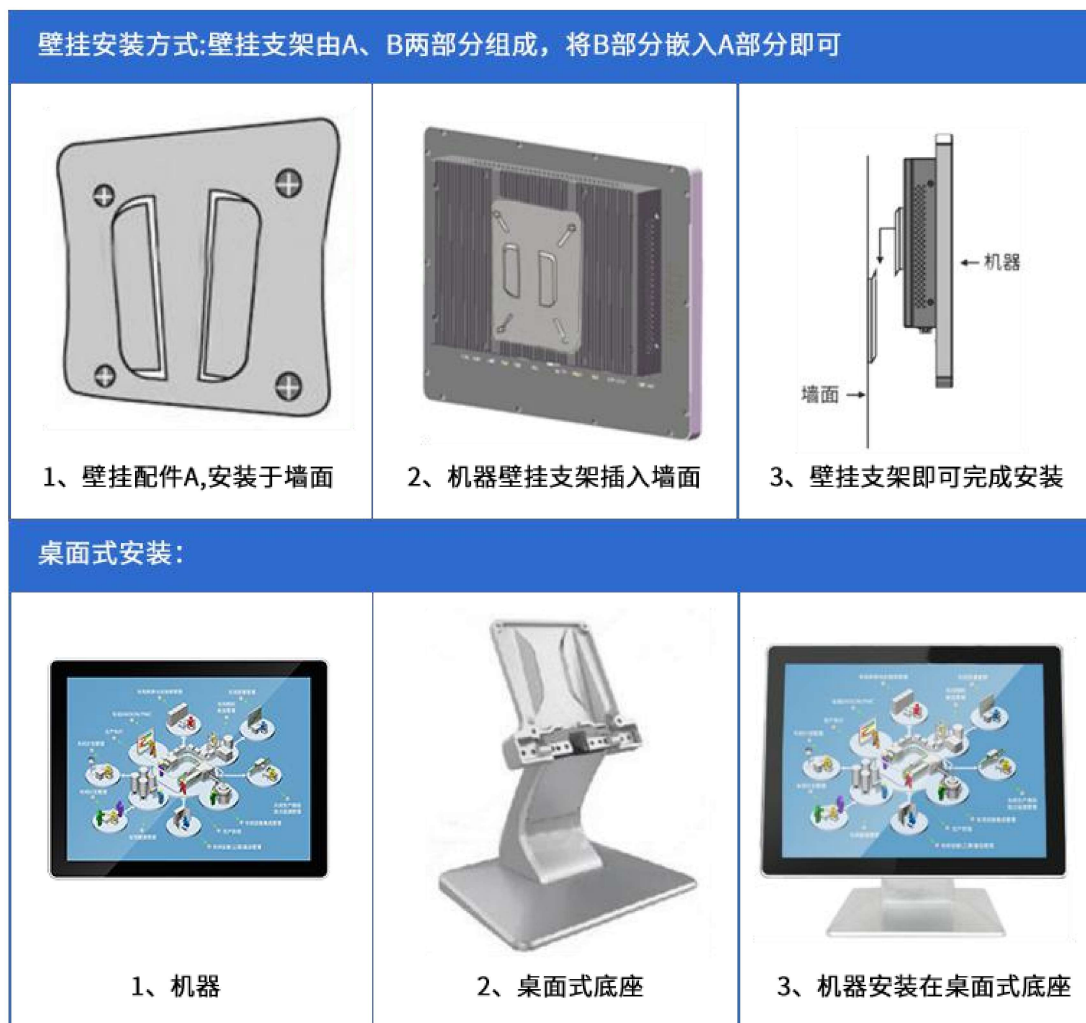 壁挂安装方式:壁挂支架由A、B两部分组成，将B部分嵌入A部分即可
机器
墙面
1、壁挂配件A,安装于墙面
2、机器壁挂支架插入墙面
3、壁挂支架即可完成安装
桌面式安装：
1、机器
2、桌面式底座
3、机器安装在桌面式底座